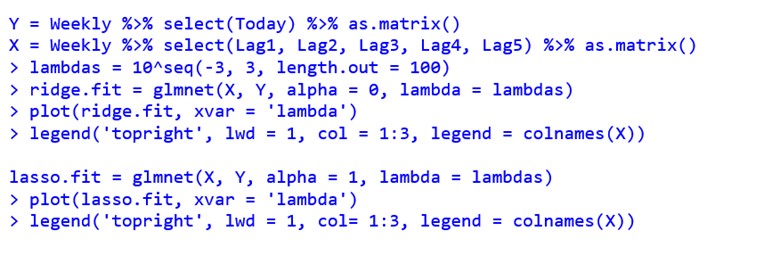 Y = Weekly %>% select(Today) %>% as.matrix()
X = Weekly %>% select(Lag1, Lag2, Lag3, Lag4, Lag5) %>% as.matrix()
> lambdas = 10^seq(-3, 3, length.out = 100)
> ridge.fit = glmnet(X, Y, alpha = 0, lambda = lambdas)
> plot(ridge.fit, xvar = 'lambda')
> legend('topright', lwd = 1, col = 1:3, legend = colnames(X))
lasso.fit = glmnet(X, Y, alpha = 1, lambda = lambdas)
> plot(lasso.fit, xvar = 'lambda')
> legend('topright', lwd = 1, col= 1:3, legend = colnames(X))